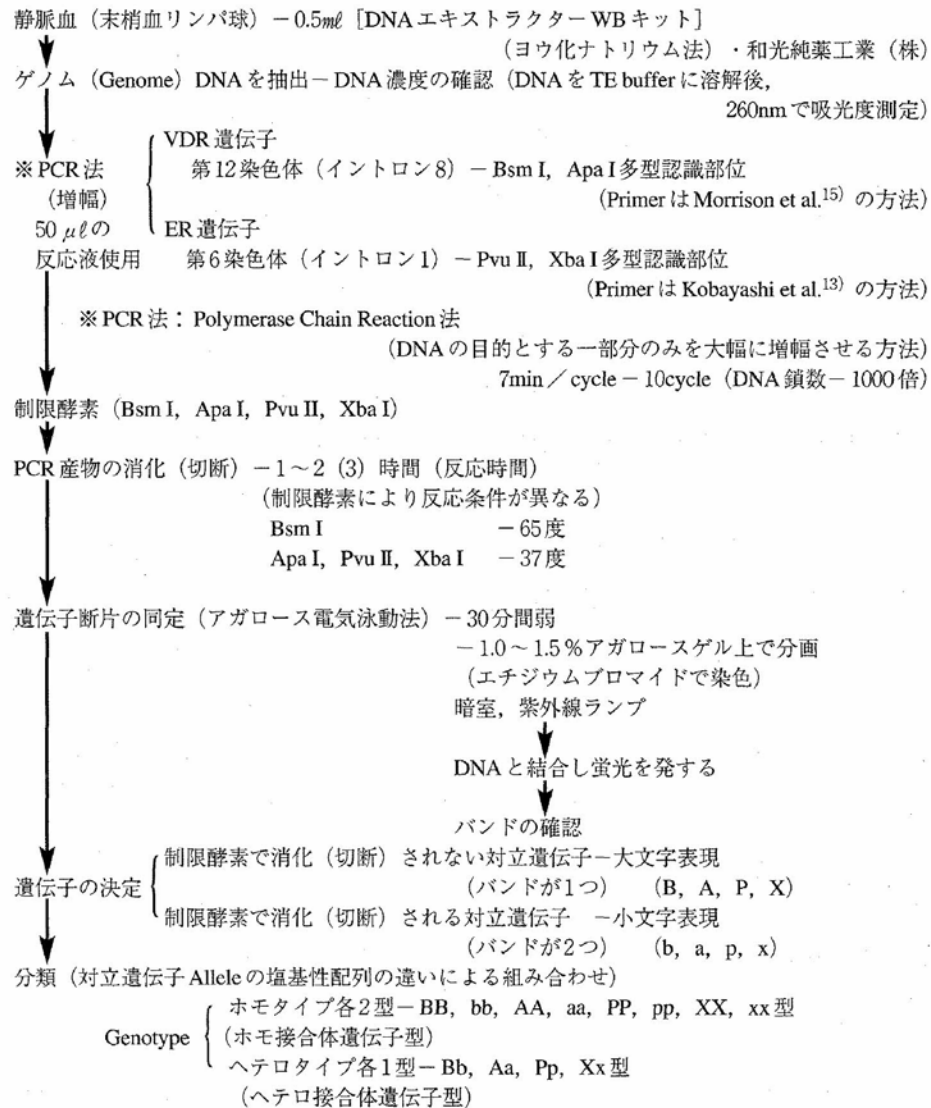 静脈血（末梢血リンパ球）－0.5㎖［DNAエキストラクターWBキット］
（ヨウ化ナトリウム法）・和光純薬工業（株）
ゲノム（Genome）DNAを抽出－DNA濃度の確認（DNAをTE bufferに溶解後，
260nmで吸光度測定）
VDR遺伝子
※PCR法　第12染色体（イントロン8）－Bsm I，Apa I多型認識部位
（増幅）　（PrimerはMorrison et al.15）の方法）
50μℓの　ER遺伝子
反応液使用　第6染色体（イントロン1）－Pvu Ⅱ，Xba I多型認識部位
（PrimerはKobayashi et al.13）の方法）
※PCR法：Polymerase Chain Reaction法
（DNAの目的とする一部分のみを大幅に増幅させる方法）
7min／cycle－10cycle（DNA鎖数－1000倍）
制限酵素（Bsm I，Apa I，Pvu II，Xba I）
PCR産物の消化（切断）－1～2（3）時間（反応時間）
（制限酵素により反応条件が異なる）
Bsm I　－65度
Apa I，Pvu Ⅱ，Xba I　－37度
遺伝子断片の同定（アガロース電気泳動法）－30分間弱
－1.0～1.5％アガロースゲル上で分画
（エチジウムブロマイドで染色）
暗室，紫外線ランプ
DNAと結合し蛍光を発する
バンドの確認
制限酵素で消化（切断）されない対立遺伝子－大文字表現
遺伝子の決定　（バンドが1つ）　（B，A，P，X）
制限酵素で消化（切断）される対立遺伝子　－小文字表現
（バンドが2つ）　（b，a，p，x）
分類（対立遺伝子Alleleの塩基性配列の違いによる組み合わせ）
ホモタイプ各2型－BB，bb，AA，aa，PP，pp，XX，xx型
Genotype　（ホモ接合体遺伝子型）
ヘテロタイプ各1型－Bb，Aa，Pp，Xx型
（ヘテロ接合体遺伝子型）